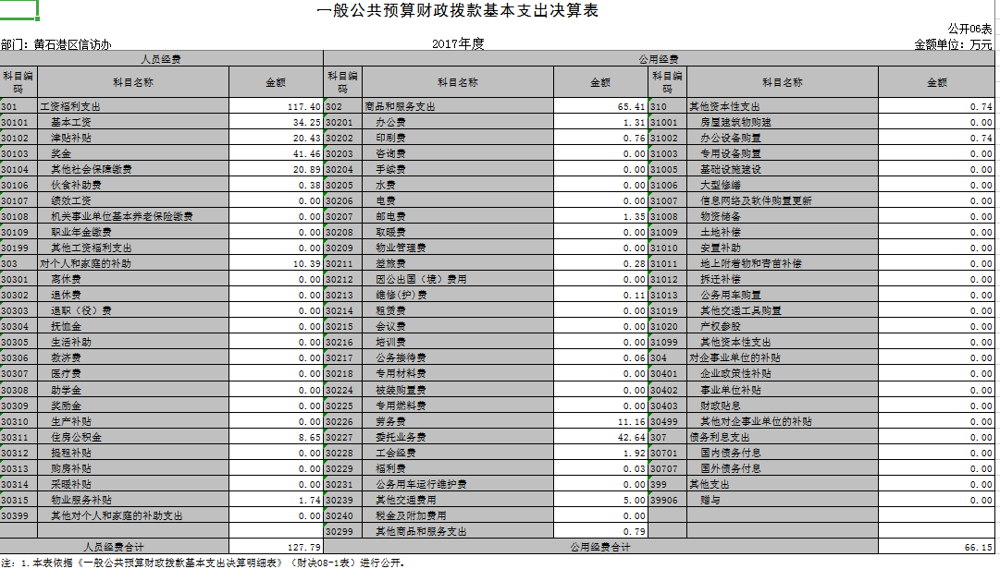 一般公共预算财政拨款基本支出决算表
公开06表
部门：黄石港区信访办 2017年度 金额单位：万元
人员经费 公用经费
科目编码 科目名称 金额 科目编码 科目名称 金额 科目编码 科目名称 金额
301 工资福利支出 117.40 302 商品和服务支出 65.41 310 其他资本性支出 0.74
30101 基本工资 34.25 30201 办公费 1.31 31001 房屋建筑物购建 0.00
30102 津贴补贴 20.43 30202 印刷费 0.76 31002 办公设备购置 0.74
30103 奖金 41.46 30203 咨询费 0.00 31003 专用设备购置 0.00
30104 其他社会保障缴费 20.89 30204 手续费 0.00 31005 基础设施建设 0.00
30106 伙食补助费 0.38 30205 水费 0.00 31006 大型修缮 0.00
30107 绩效工资 0.00 30206 电费 0.00 31007 信息网络及软件购置更新 0.00
30108 机关事业单位基本养老保险缴费 0.00 30207 邮电费 1.35 31008 物资储备 0.00
30109 职业年金缴费 0.00 30208 取暖费 0.00 31009 土地补偿 0.00
30199 其他工资福利支出 0.00 30209 物业管理费 0.00 31010 安置补助 0.00
303 对个人和家庭的补助 10.39 30211 差旅费 0.28 31011 地上附着物和青苗补偿 0.00
30301 离休费 0.00 30212 因公出国（境）费用 0.00 31012 拆迁补偿 0.00
30302 退休费 0.00 30213 维修(护)费 0.11 31013 公务用车购置 0.00
30303 退职（役）费 0.00 30214 租赁费 0.00 31019 其他交通工具购置 0.00
30304 抚恤金 0.00 30215 会议费 0.00 31020 产权参股 0.00
30305 生活补助 0.00 30216 培训费 0.00 31099 其他资本性支出 0.00
30306 救济费 0.00 30217 公务接待费 0.06 304 对企事业单位的补贴 0.00
30307 医疗费 0.00 30218 专用材料费 0.00 30401 企业政策性补贴 0.00
30308 助学金 0.00 30224 被装购置费 0.00 30402 事业单位补贴 0.00
30309 奖励金 0.00 30225 专用燃料费 0.00 30403 财政贴息 0.00
30310 生产补贴 0.00 30226 劳务费 11.16 30499 其他对企事业单位的补贴 0.00
30311 住房公积金 8.65 30227 委托业务费 42.64 307 债务利息支出 0.00
30312 提租补贴 0.00 30228 工会经费 1.92 30701 国内债务付息 0.00
30313 购房补贴 0.00 30229 福利费 0.03 30707 国外债务付息 0.00
30314 采暖补贴 0.00 30231 公务用车运行维护费 0.00 399 其他支出 0.00
30315 物业服务补贴 1.74 30239 其他交通费用 5.00 39906 赠与 0.00
30399 其他对个人和家庭的补助支出 0.00 30240 税金及附加费用 0.00
30299 其他商品和服务支出 0.79
人员经费合计 127.79 公用经费合计 66.15
注：1.本表依据《一般公共预算财政拨款基本支出决算明细表》（财决08-1表）进行公开。